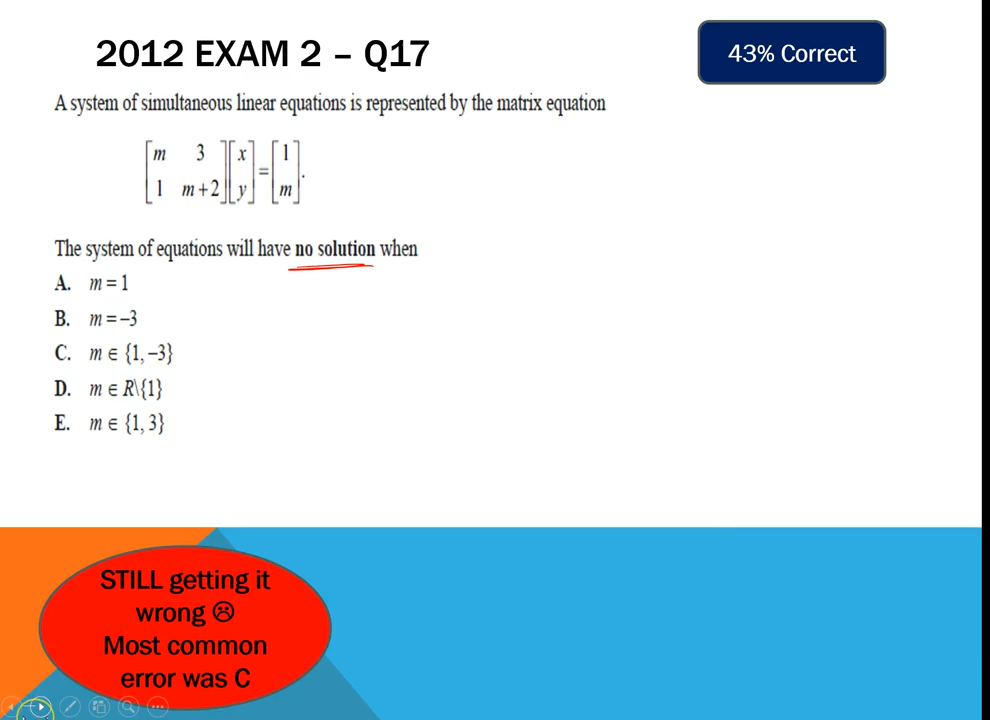 2012 EXAM 2 – Q17
43% Correct
A system of simultaneous linear equations is represented by the matrix equation
[m 3] [x] = [1]
[1 m+2] [y] [m].
The system of equations will have no solution when
A. m = 1
B. m = –3
C. m ∈ {1, –3}
D. m ∈ R\{1}
E. m ∈ {1, 3}
STILL getting it
wrong ☹
Most common
error was C